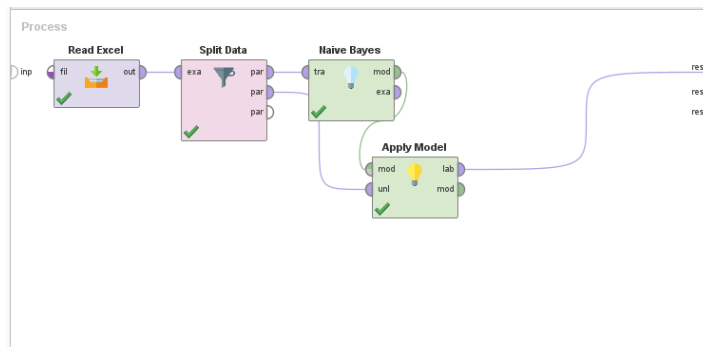 Process
Read Excel
Split Data
Naive Bayes
inp
fil
out
exa
par
tra
mod
res
par
exa
res
par
res
Apply Model
mod
lab
unl
mod